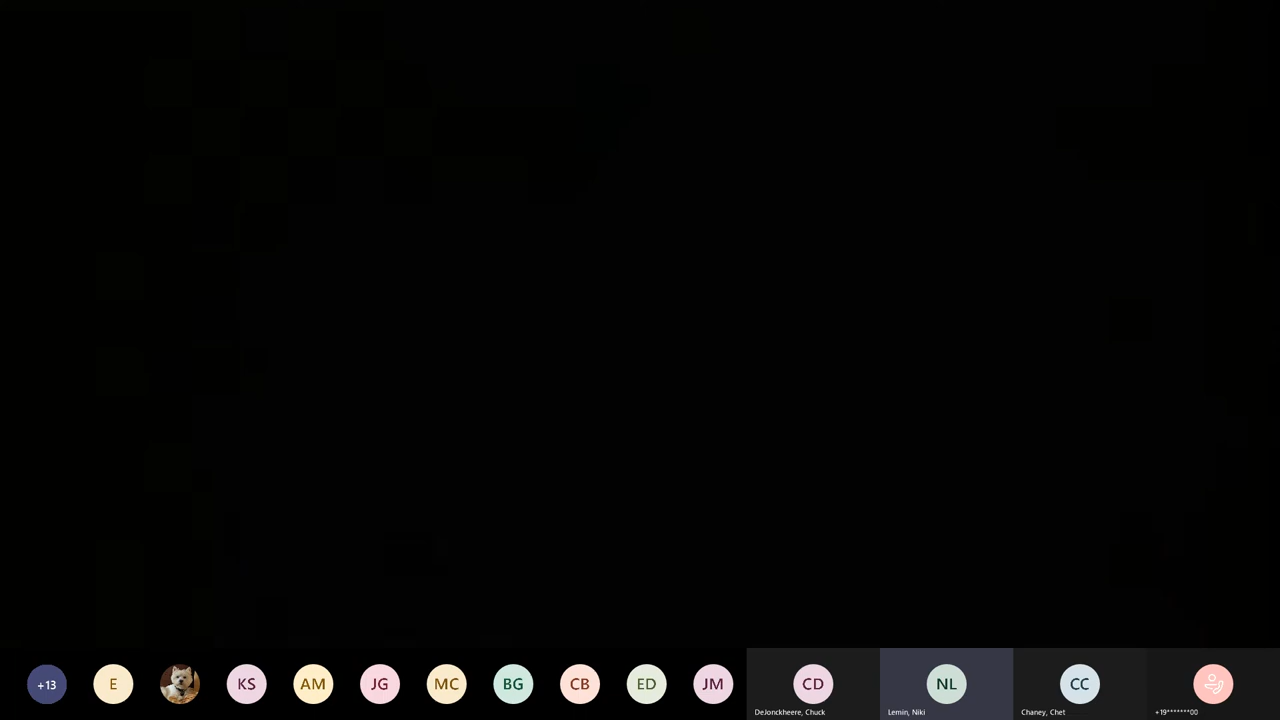 +13 E KS AM JG MC BG CB ED JM CD NL CC
DeJonckheere, Chuck Lemin, Niki Chaney, Chet +19*******00